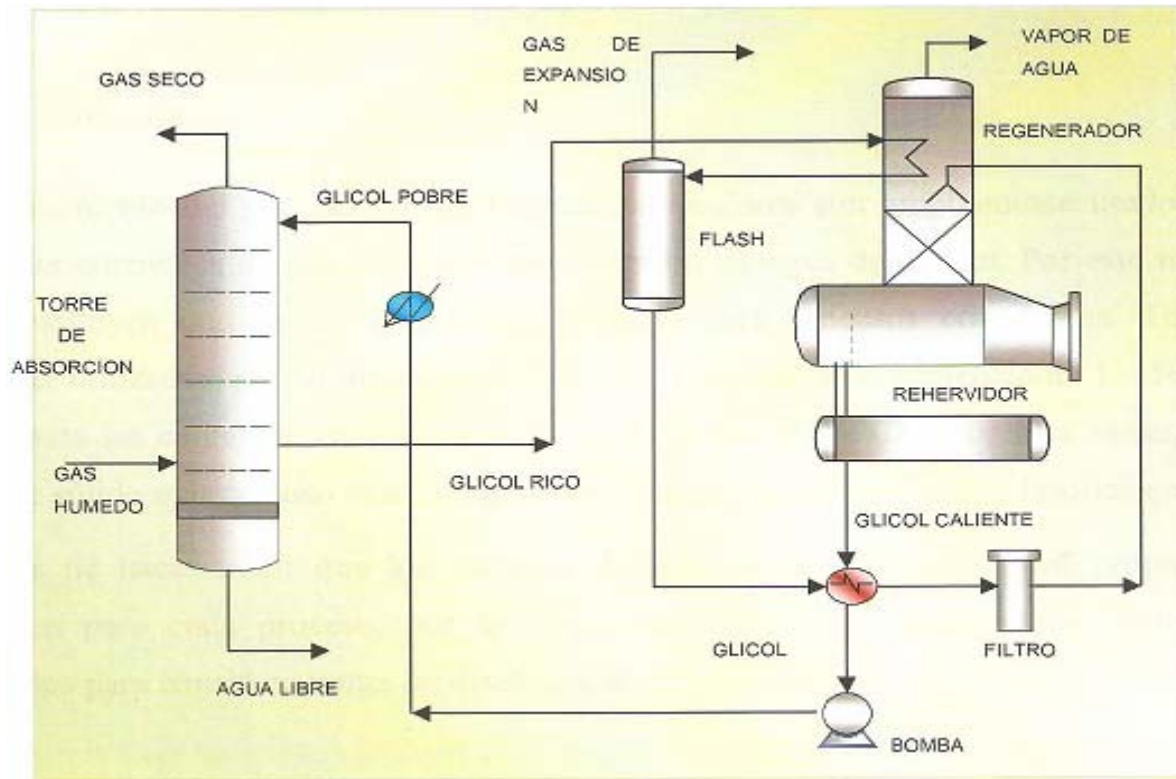 GAS SECO
GAS DE
EXPANSIO
N
VAPOR DE
AGUA
REGENERADOR
GLICOL POBRE
FLASH
TORRE
DE
ABSORCION
REHERVIDOR
GAS
HUMEDO
GLICOL RICO
GLICOL CALIENTE
GLICOL
FILTRO
AGUA LIBRE
BOMBA